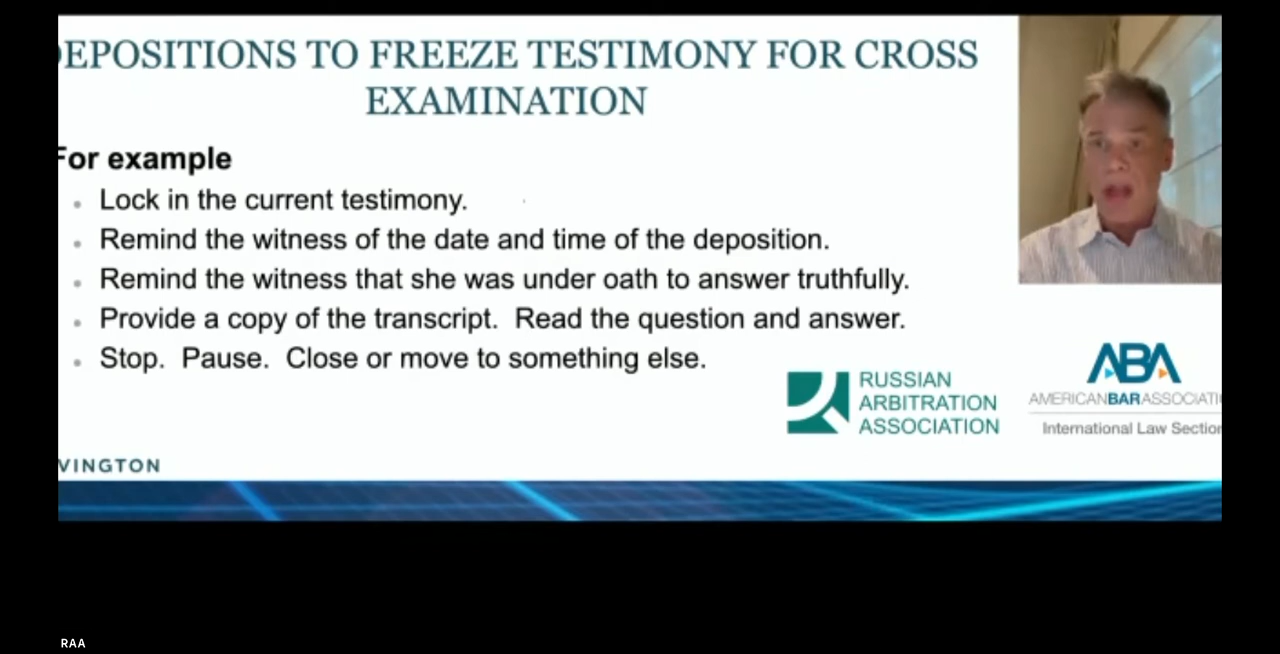 DEPOSITIONS TO FREEZE TESTIMONY FOR CROSS
EXAMINATION
For example
Lock in the current testimony.
Remind the witness of the date and time of the deposition.
Remind the witness that she was under oath to answer truthfully.
Provide a copy of the transcript.  Read the question and answer.
Stop.  Pause.  Close or move to something else.
RUSSIAN
ARBITRATION
ASSOCIATION
ABA
AMERICANBARASSOCIATI
International Law Section
VINGTON
RAA